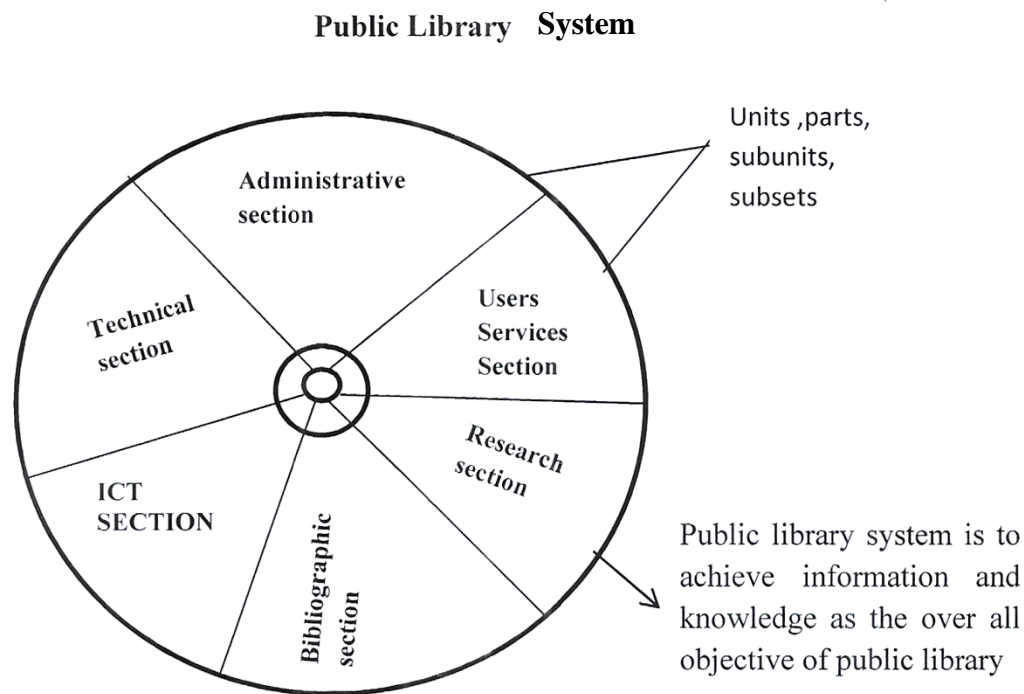 Public Library System
Units ,parts,
subunits,
subsets
Administrative
section
Users
Services
Section
Technical
section
Research
section
ICT
SECTION
Bibliographic
section
Public library system is to
achieve information and
knowledge as the over all
objective of public library